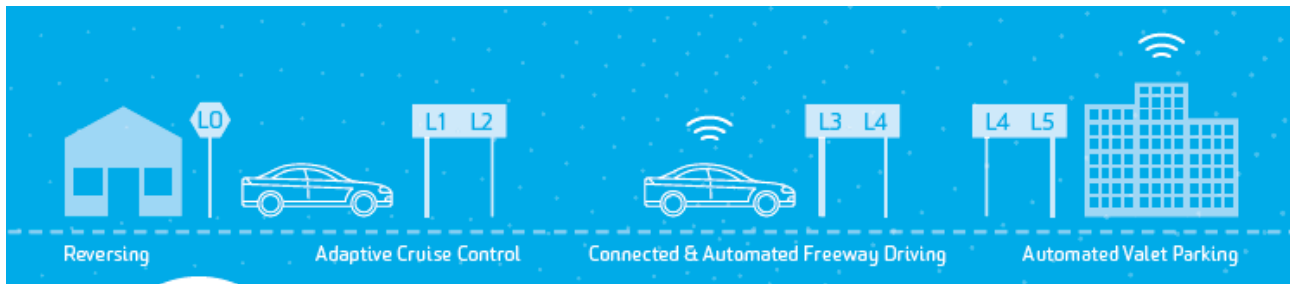 L0
L1 L2
L3 L4
L4 L5
Reversing
Adaptive Cruise Control
Connected & Automated Freeway Driving
Automated Valet Parking